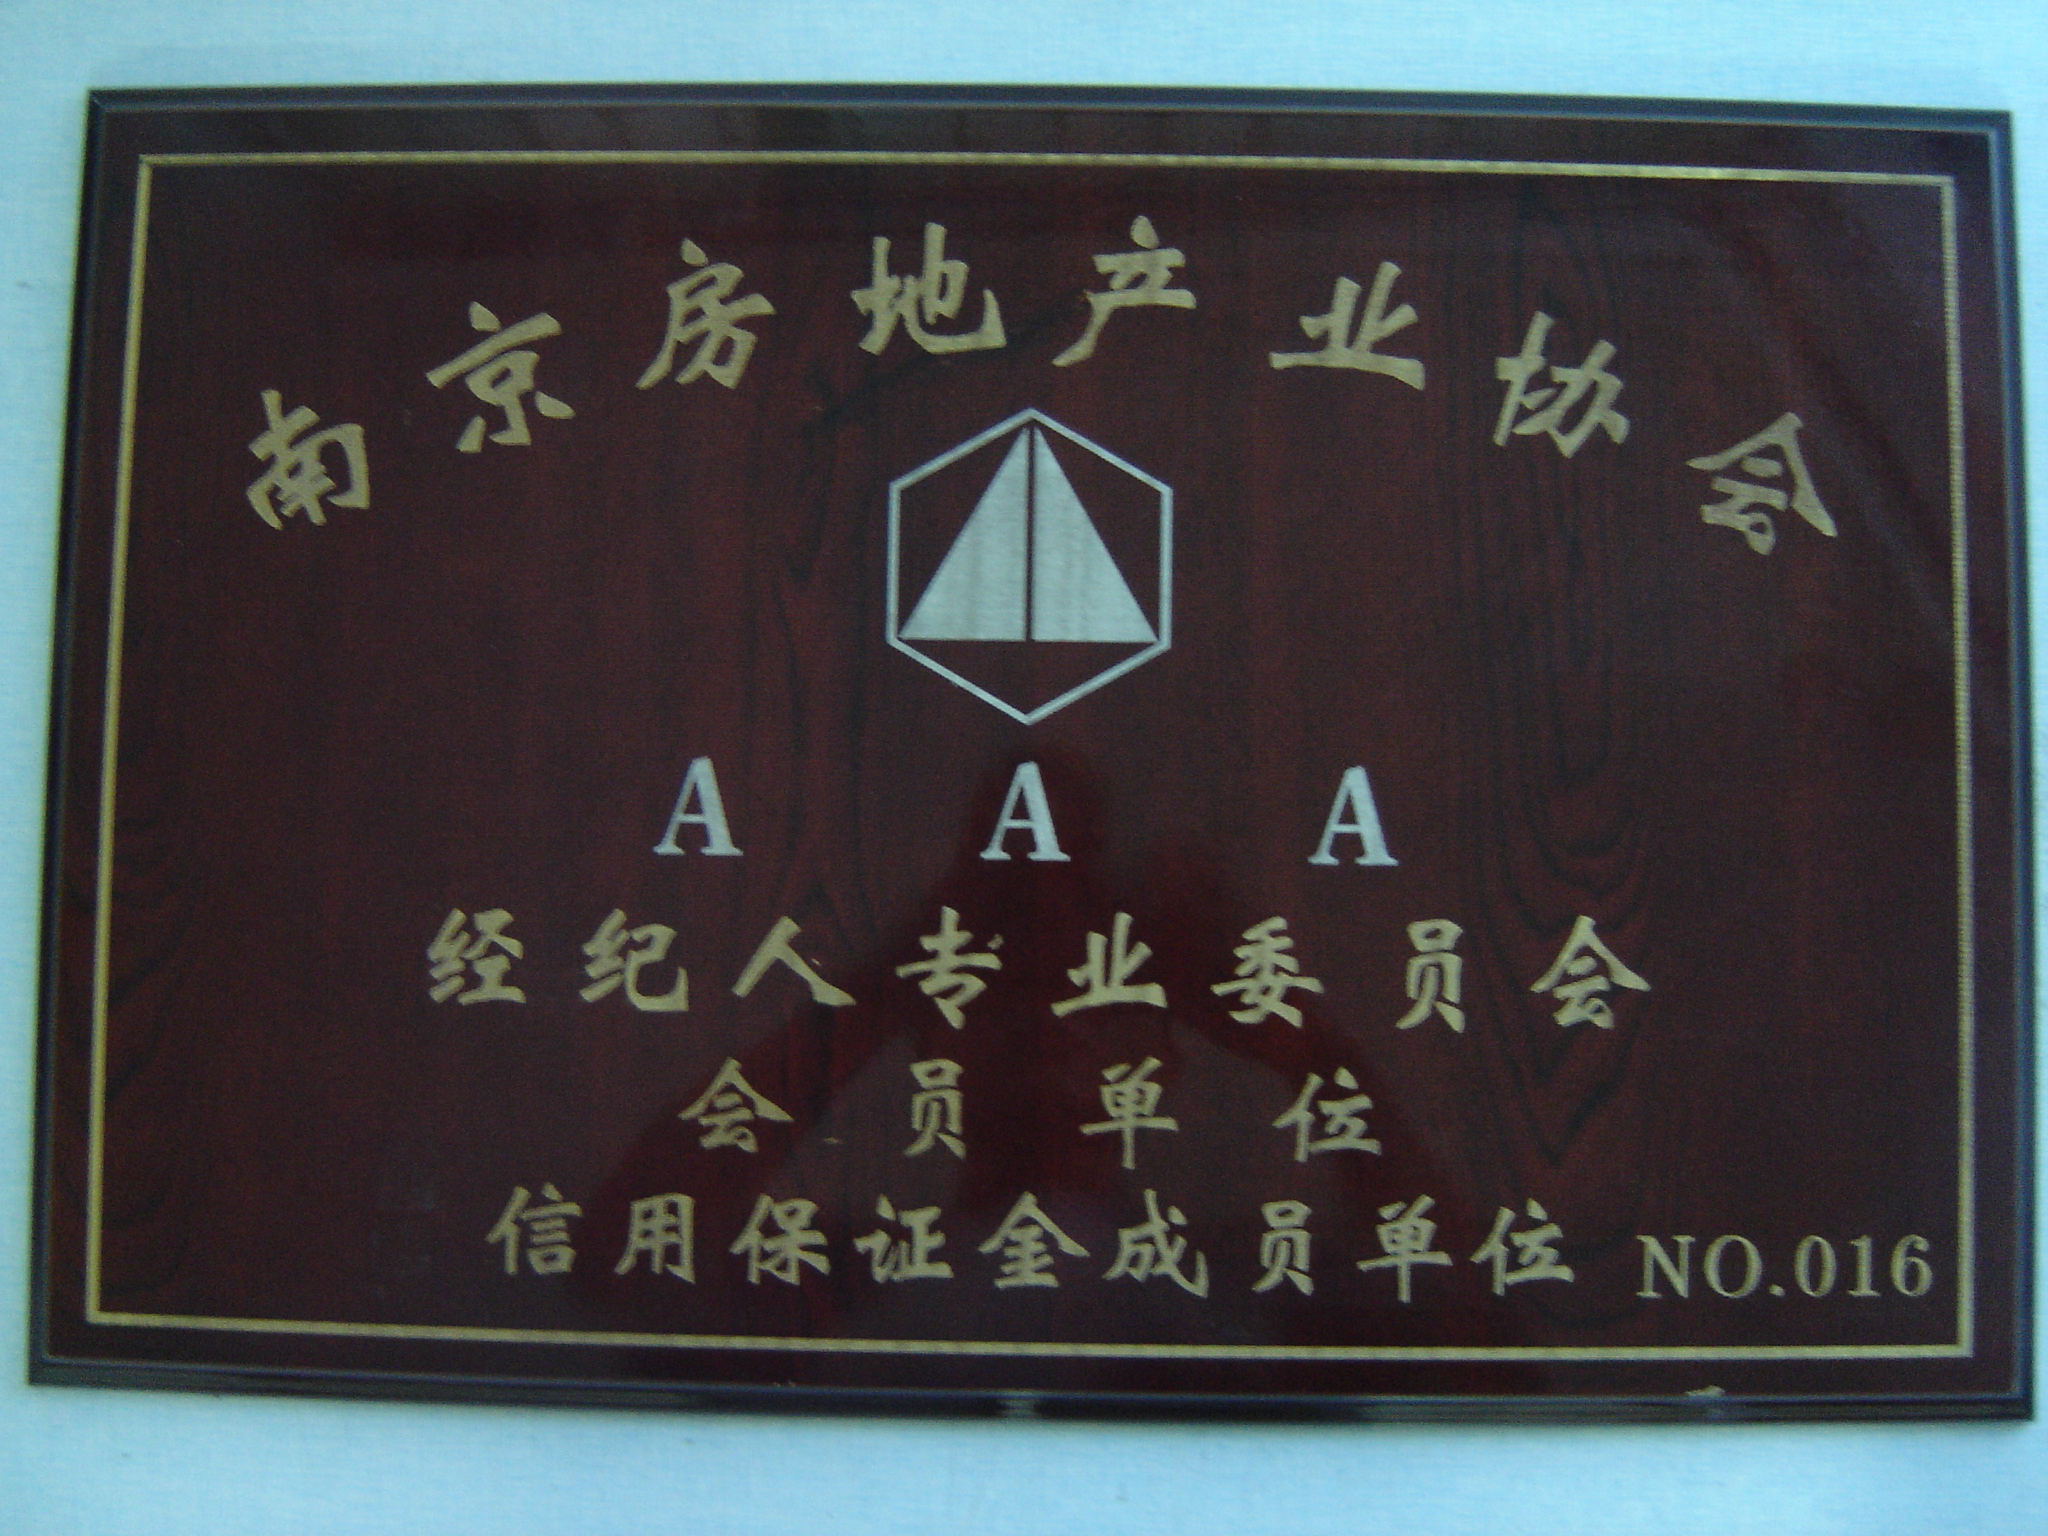 南京房地产业协会
A A A
经纪人专业委员会
会员单位
信用保证金成员单位 NO.016